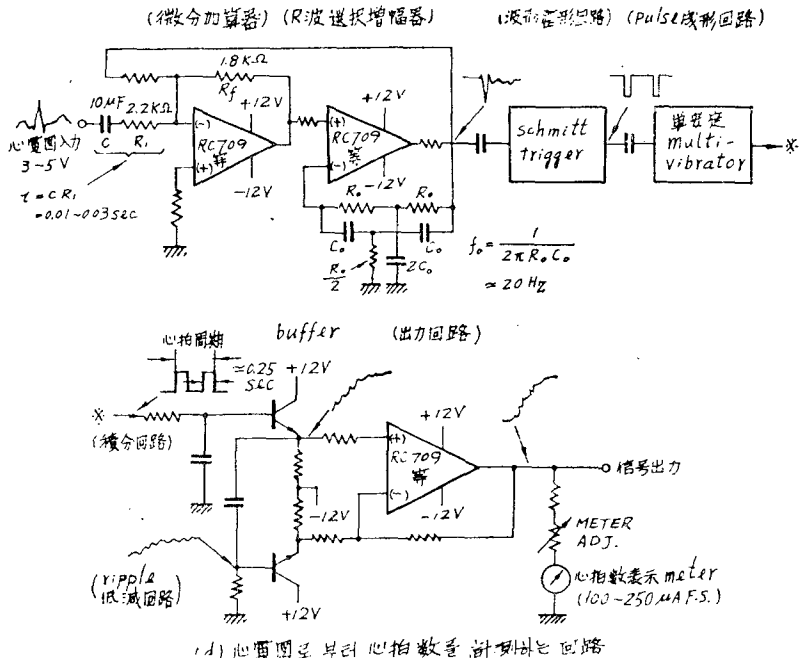 (微分加算器) (R波選択増幅器) (波形整形回路) (Pulse成形回路)
1.8KΩ
Rf
+12V
+12V
10μF 2.2KΩ
C R1
(-)
(+)
RC709
等
-12V
(+)
(-)
RC709
等
-12V
心電図入力
3~5V
τ = CR1
=0.01~0.03sec
schmitt
trigger
単安定
multi-
vibrator
※
R0 R0
C0 C0
R0/2
2C0
f0 = 1/2πR0C0
≃20Hz
心拍周期
buffer (出力回路)
≃0.25
sec
+12V
※
(積分回路)
+12V
(+)
RC709
等
(-)
-12V
-12V
信号出力
METER
ADJ.
心拍数表示meter
(100~250μA F.S.)
(ripple
低減回路)
+12V
(d) 心電図로부터 心拍数를 計測하는 回路